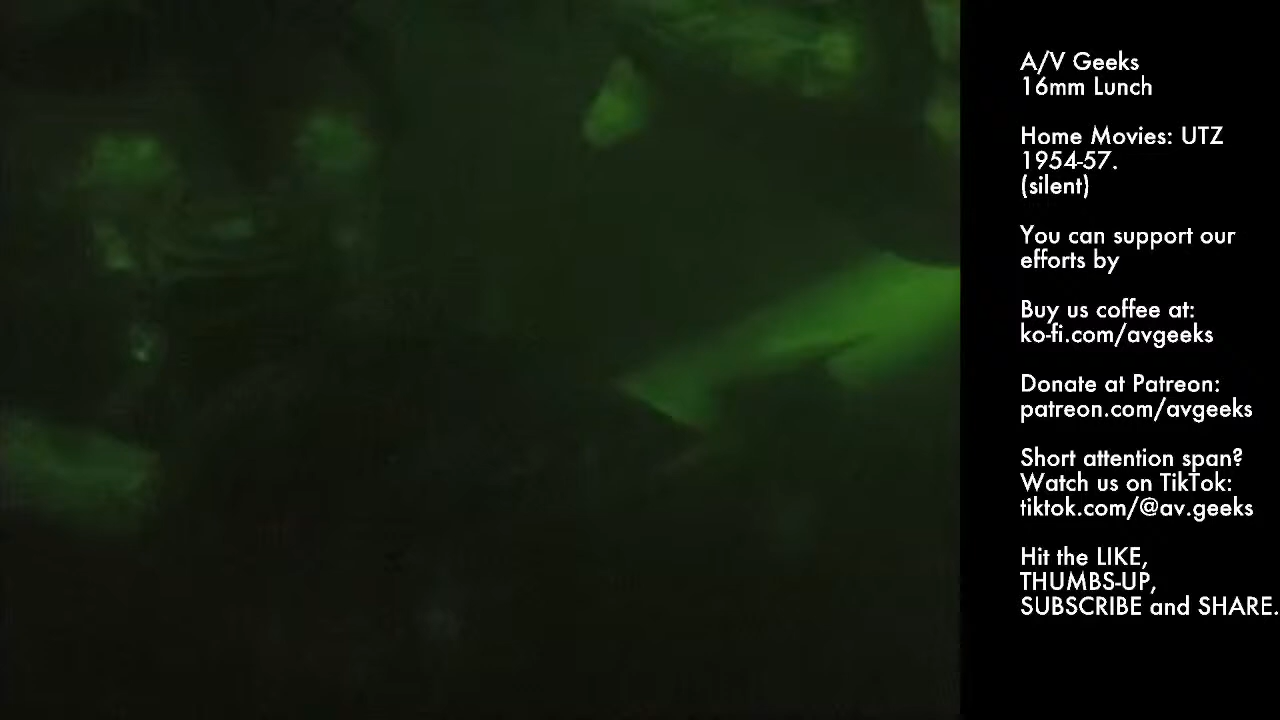 A/V Geeks
16mm Lunch
Home Movies: UTZ
1954-57.
(silent)
You can support our
efforts by
Buy us coffee at:
ko-fi.com/avgeeks
Donate at Patreon:
patreon.com/avgeeks
Short attention span?
Watch us on TikTok:
tiktok.com/@av.geeks
Hit the LIKE,
THUMBS-UP,
SUBSCRIBE and SHARE.